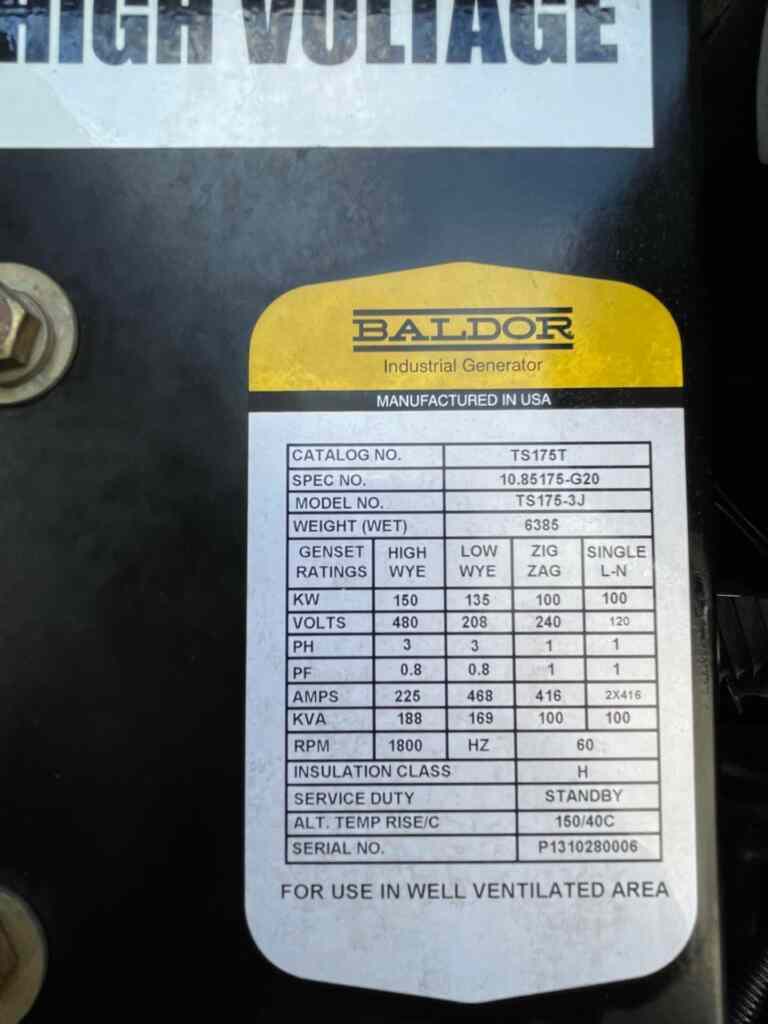 HIGH VOLTAGE
BALDOR
Industrial Generator
MANUFACTURED IN USA
CATALOG NO. TS175T
SPEC NO. 10.85175-G20
MODEL NO. TS175-3J
WEIGHT (WET) 6385
GENSET RATINGS HIGH WYE LOW WYE ZIG ZAG SINGLE L-N
KW 150 135 100 100
VOLTS 480 208 240 120
PH 3 3 1 1
PF 0.8 0.8 1 1
AMPS 225 468 416 2X416
KVA 188 169 100 100
RPM 1800 HZ 60
INSULATION CLASS H
SERVICE DUTY STANDBY
ALT. TEMP RISE/C 150/40C
SERIAL NO. P1310280006
FOR USE IN WELL VENTILATED AREA